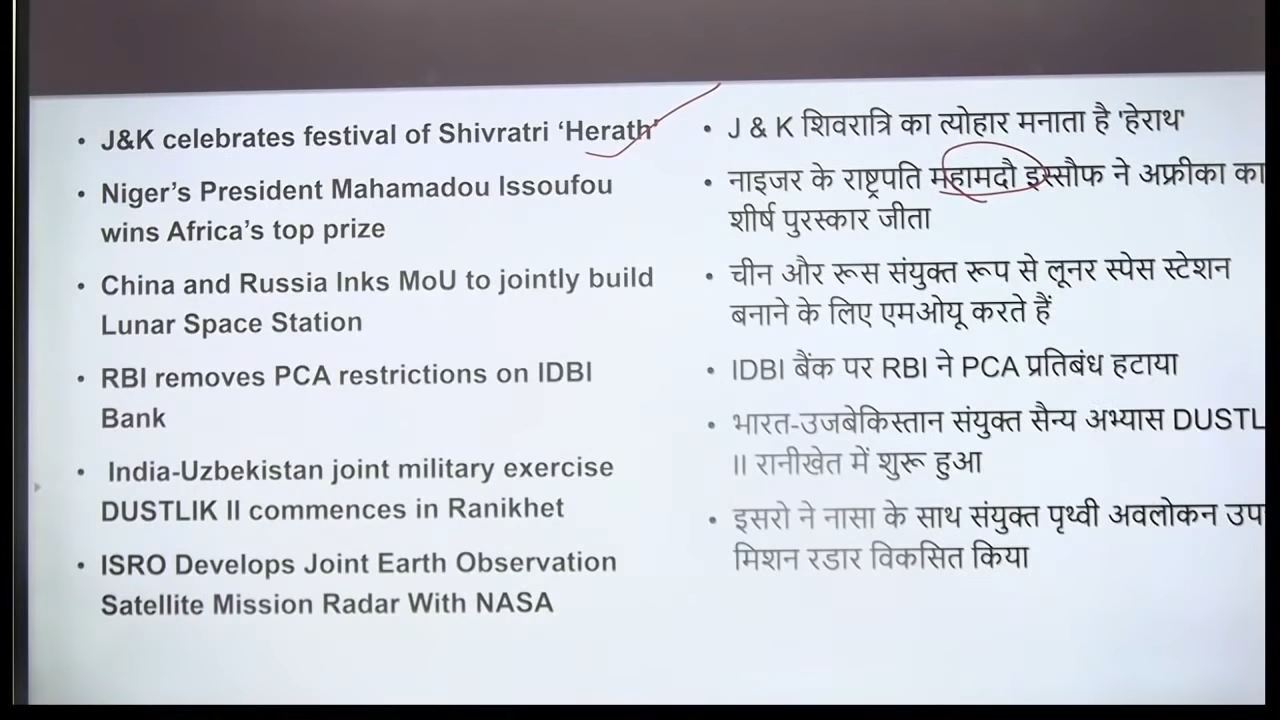 • J&K celebrates festival of Shivratri ‘Herath’
• Niger’s President Mahamadou Issoufou
wins Africa’s top prize
• China and Russia Inks MoU to jointly build
Lunar Space Station
• RBI removes PCA restrictions on IDBI
Bank
• India-Uzbekistan joint military exercise
DUSTLIK II commences in Ranikhet
• ISRO Develops Joint Earth Observation
Satellite Mission Radar With NASA
• J & K शिवरात्रि का त्योहार मनाता है 'हेराथ'
• नाइजर के राष्ट्रपति महामदौ इस्सौफ ने अफ्रीका का
शीर्ष पुरस्कार जीता
• चीन और रूस संयुक्त रूप से लूनर स्पेस स्टेशन
बनाने के लिए एमओयू करते हैं
• IDBI बैंक पर RBI ने PCA प्रतिबंध हटाया
• भारत-उजबेकिस्तान संयुक्त सैन्य अभ्यास DUSTL
II रानीखेत में शुरू हुआ
• इसरो ने नासा के साथ संयुक्त पृथ्वी अवलोकन उप
मिशन रडार विकसित किया